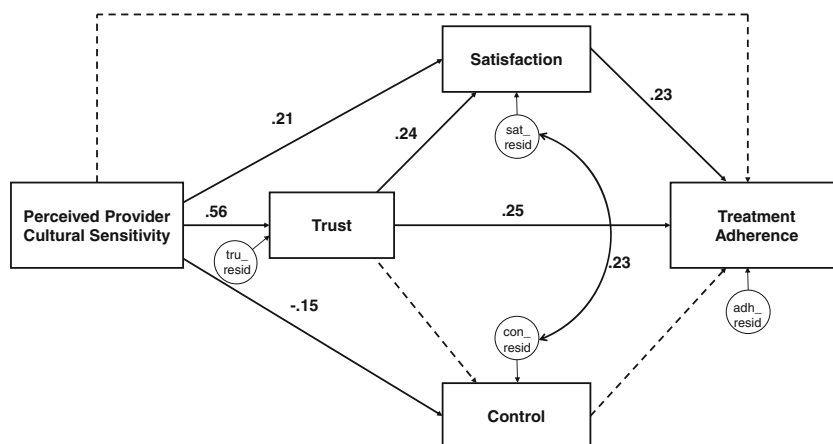 Satisfaction
.23
.21
.24
sat_
resid
Perceived Provider
Cultural Sensitivity
.56
Trust
.25
Treatment
Adherence
tru_
resid
.23
-.15
con_
resid
adh_
resid
Control